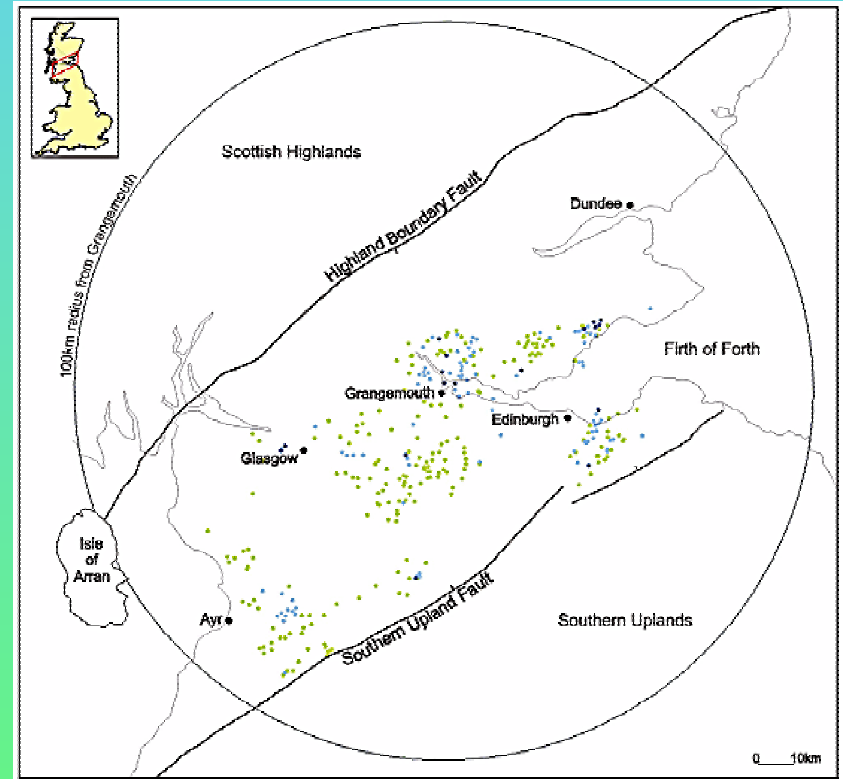 Scottish Highlands
Dundee
Highland Boundary Fault
100km radius from Grangemouth
Firth of Forth
Grangemouth
Edinburgh
Glasgow
Isle
of
Arran
Ayr
Southern Upland Fault
Southern Uplands
0 10km